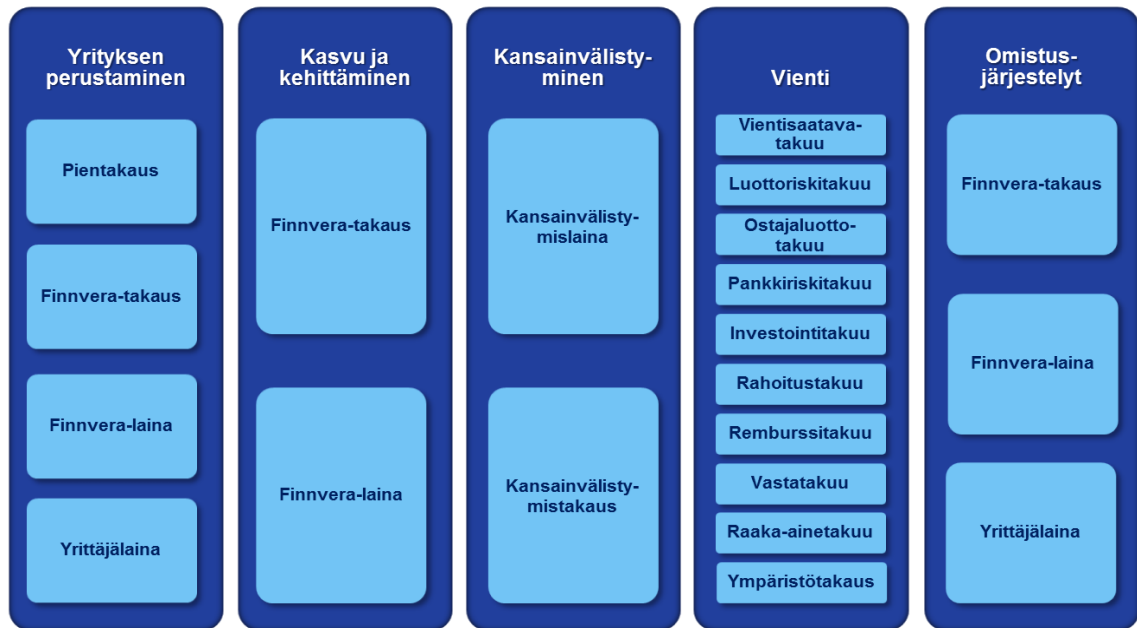 Yrityksen
perustaminen
Pientakaus
Finnvera-takaus
Finnvera-laina
Yrittäjälaina
Kasvu ja
kehittäminen
Finnvera-takaus
Finnvera-laina
Kansainvälisty-
minen
Kansainvälisty-
mislaina
Kansainvälisty-
mistakaus
Vienti
Vientisaatava-
takuu
Luottoriskitakuu
Ostajaluotto-
takuu
Pankkiriskitakuu
Investointitakuu
Rahoitustakuu
Remburssitakuu
Vastatakuu
Raaka-ainetakuu
Ympäristötakaus
Omistus-
järjestelyt
Finnvera-takaus
Finnvera-laina
Yrittäjälaina